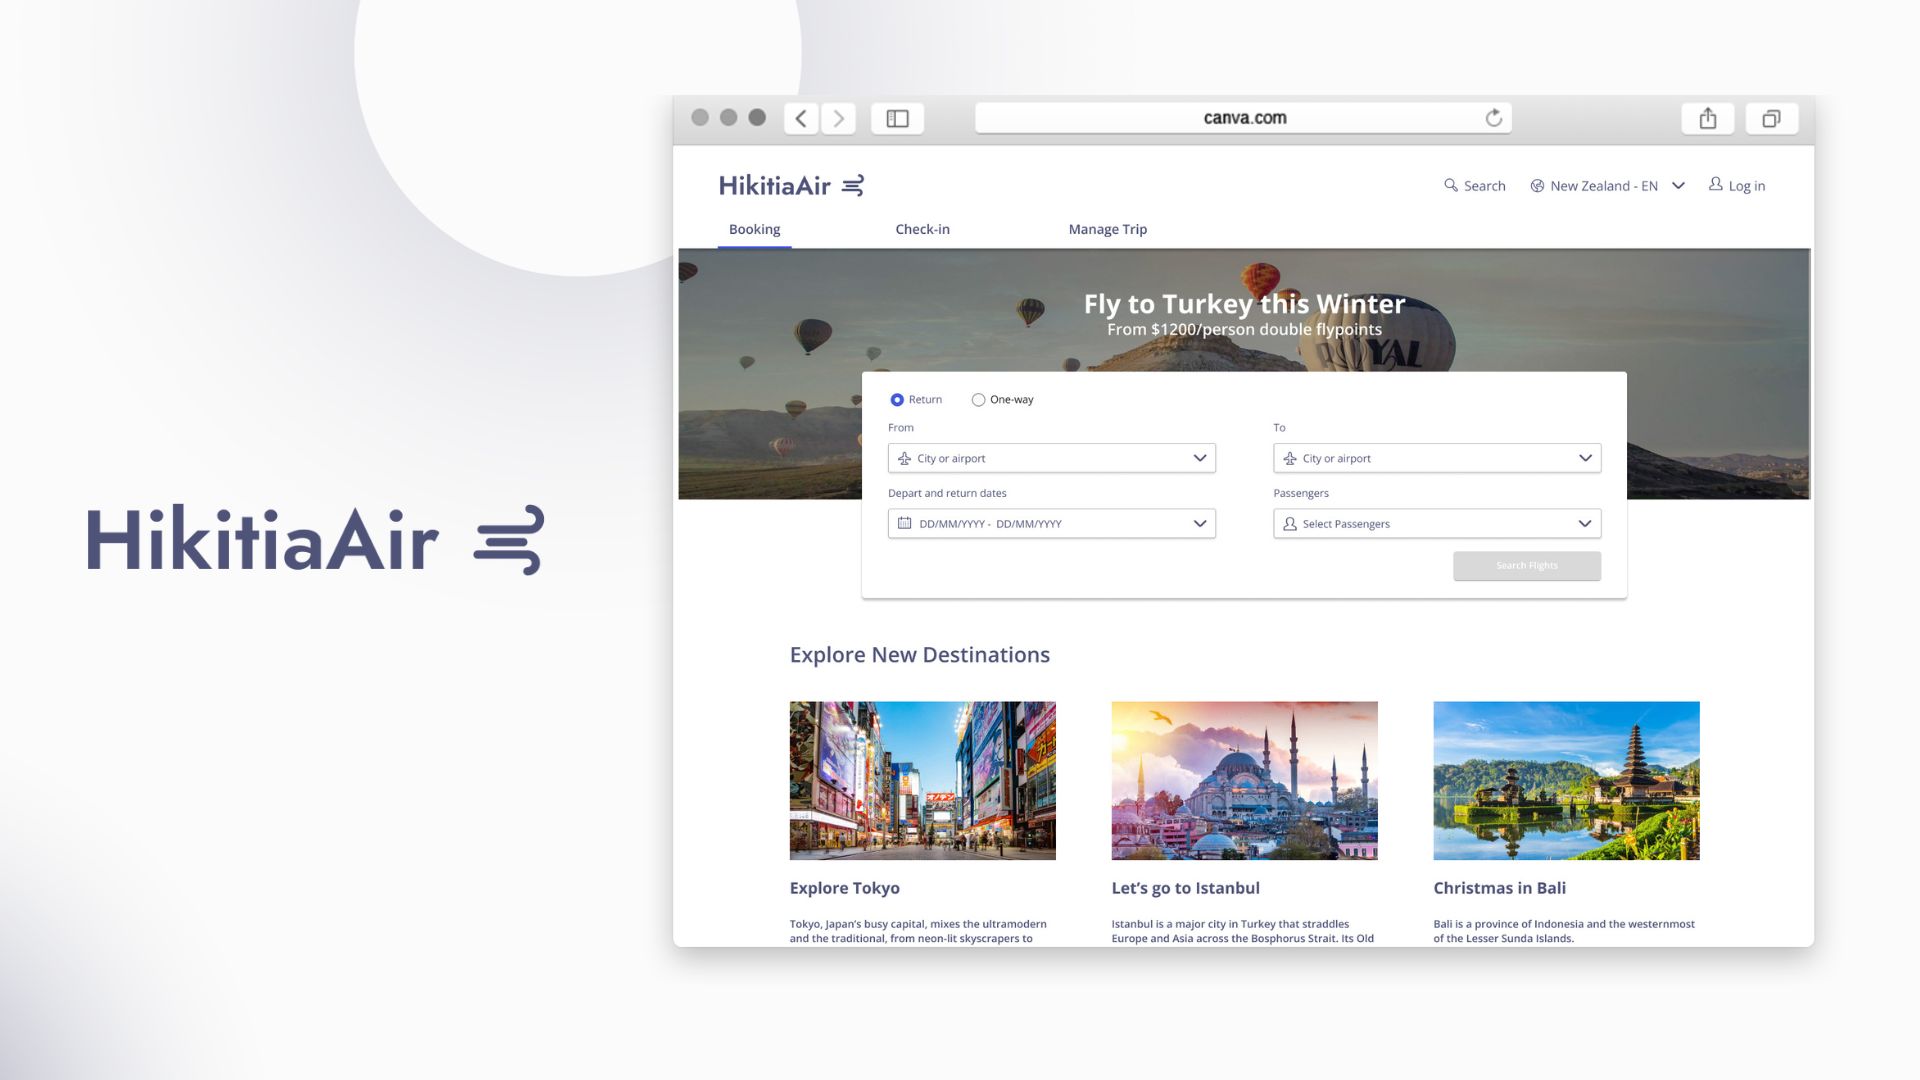 HikitiaAir
canva.com
HikitiaAir
Search
New Zealand - EN
Log in
Booking
Check-in
Manage Trip
Fly to Turkey this Winter
From $1200/person double flypoints
ROYAL
Return
One-way
From
To
City or airport
City or airport
Depart and return dates
Passengers
DD/MM/YYYY - DD/MM/YYYY
Select Passengers
Search Flights
Explore New Destinations
Explore Tokyo
Tokyo, Japan’s busy capital, mixes the ultramodern
and the traditional, from neon-lit skyscrapers to
Let’s go to Istanbul
Istanbul is a major city in Turkey that straddles
Europe and Asia across the Bosphorus Strait. Its Old
Christmas in Bali
Bali is a province of Indonesia and the westernmost
of the Lesser Sunda Islands.